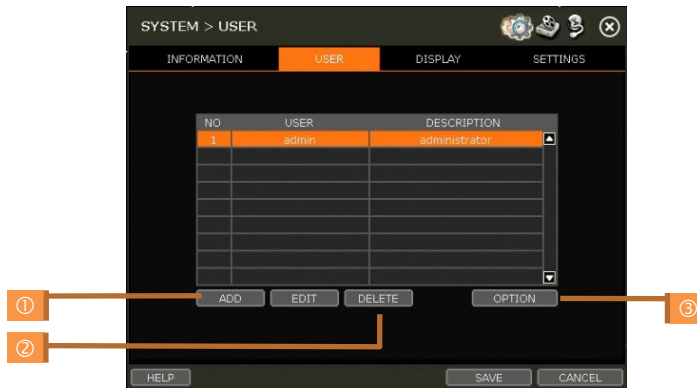 SYSTEM > USER
INFORMATION USER DISPLAY SETTINGS
NO USER DESCRIPTION
1 admin administrator
① ADD EDIT DELETE OPTION ③
②
HELP SAVE CANCEL